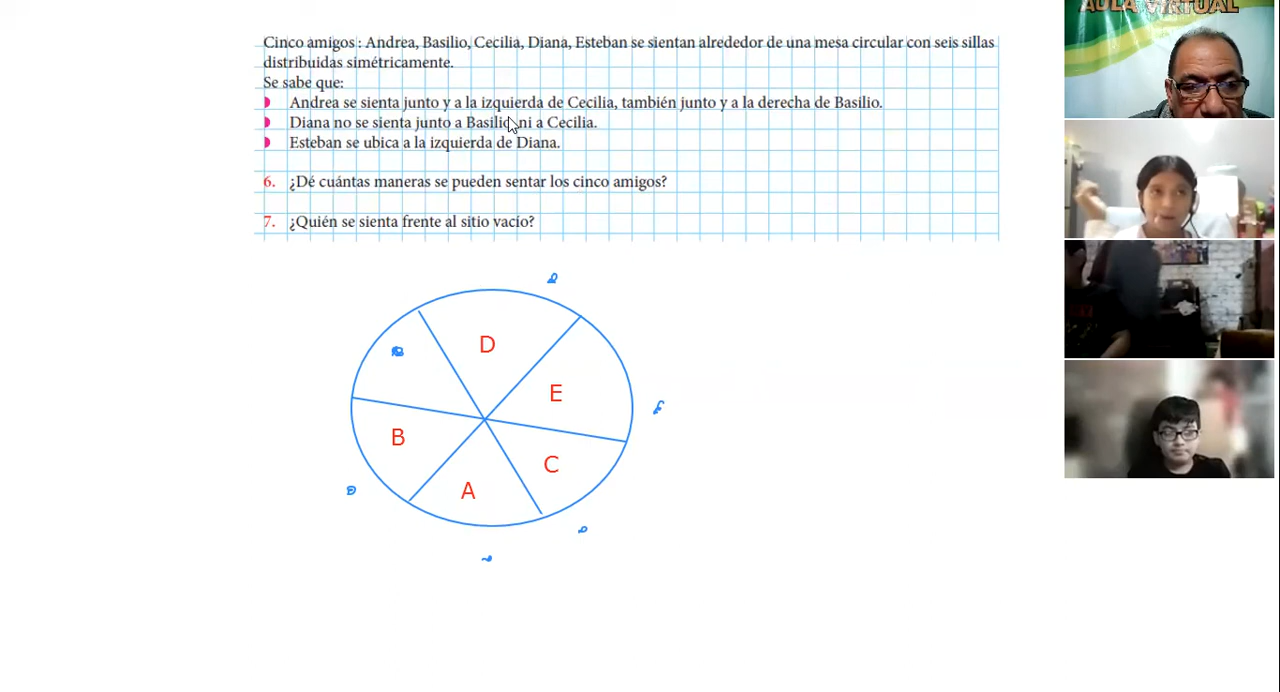 AULA VIRTUAL
Cinco amigos : Andrea, Basilio, Cecilia, Diana, Esteban se sientan alrededor de una mesa circular con seis sillas
distribuidas simétricamente.
Se sabe que:
Andrea se sienta junto y a la izquierda de Cecilia, también junto y a la derecha de Basilio.
Diana no se sienta junto a Basilio ni a Cecilia.
Esteban se ubica a la izquierda de Diana.
6. ¿Dé cuántas maneras se pueden sentar los cinco amigos?
7. ¿Quién se sienta frente al sitio vacío?
D
E
B
C
A